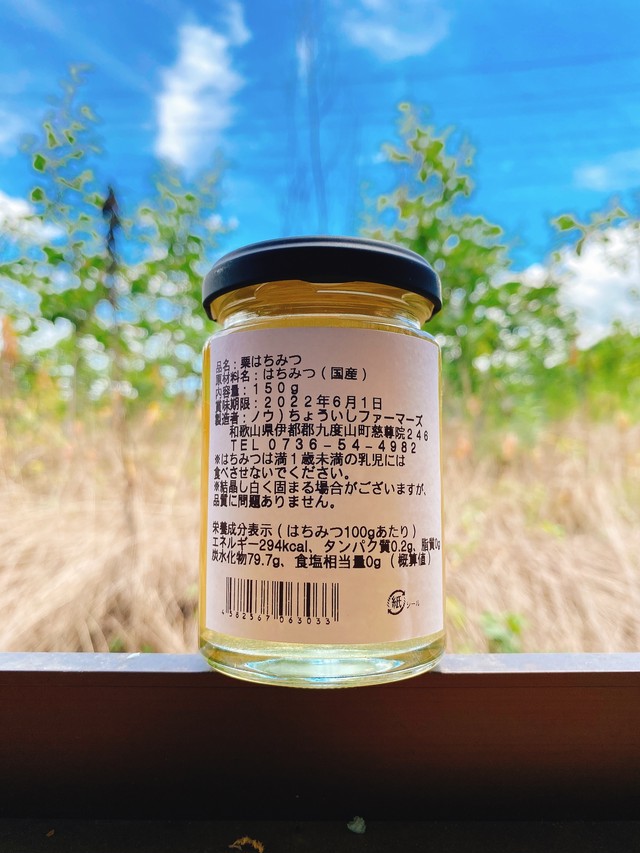 品名：栗はちみつ
原材料名：はちみつ（国産）
内容量：１５０ｇ
賞味期限：２０２２年６月１日
製造者：ノウ）ちょういしファーマーズ
和歌山県伊都郡九度山町慈尊院２４６
ＴＥＬ ０７３６－５４－４９８２
※はちみつは満１歳未満の乳児には
食べさせないでください。
※結晶し白く固まる場合がございますが、
品質に問題ありません。
栄養成分表示（はちみつ100gあたり）
エネルギー294kcal、タンパク質0.2g、脂質0g
炭水化物79.7g、食塩相当量0g（概算値）
4582567063033
紙 シール